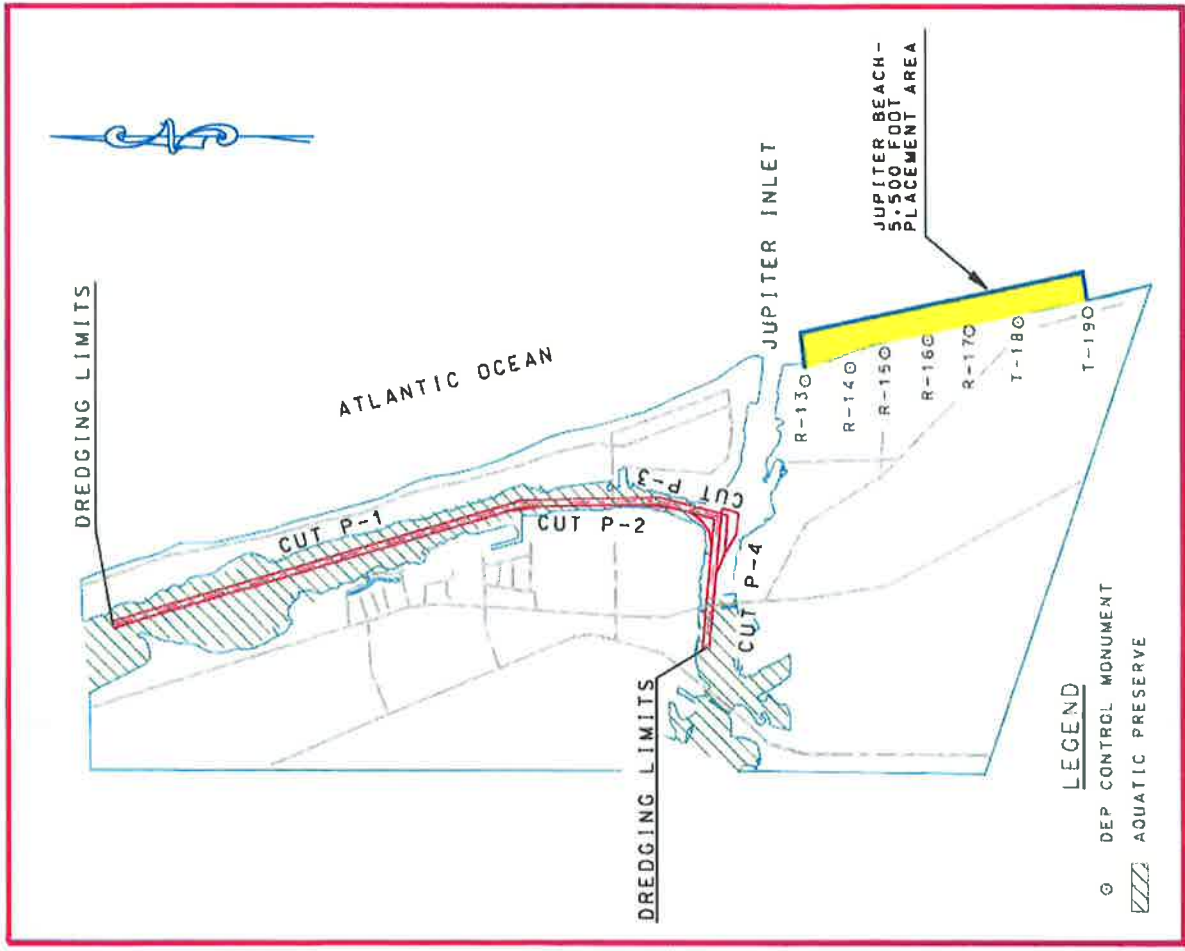 DREDGING LIMITS
ATLANTIC OCEAN
CUT P-1
CUT P-2
CUT P-3
CUT P-4
DREDGING LIMITS
JUPITER INLET
JUPITER BEACH-
5.500 FOOT
PLACEMENT AREA
R-13
R-14
R-15
R-16
R-17
T-18
T-19
LEGEND
DEP CONTROL MONUMENT
AQUATIC PRESERVE
N